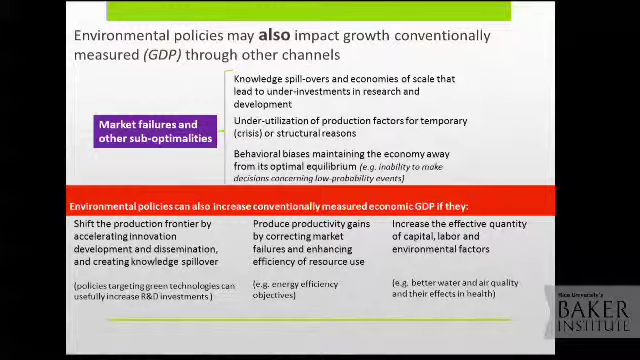 Environmental policies may also impact growth conventionally
measured (GDP) through other channels
Knowledge spill-overs and economies of scale that
lead to under-investments in research and
development
Market failures and
other sub-optimalities
Under-utilization of production factors for temporary
(crisis) or structural reasons
Behavioral biases maintaining the economy away
from its optimal equilibrium (e.g. inability to make
decisions concerning low-probability events)
Environmental policies can also increase conventionally measured economic GDP if they:
Shift the production frontier by
accelerating innovation
development and dissemination,
and creating knowledge spillover
(policies targeting green technologies can
usefully increase R&D investments.)
Produce productivity gains
by correcting market
failures and enhancing
efficiency of resource use
(e.g. energy efficiency
objectives)
Increase the effective quantity
of capital, labor and
environmental factors
(e.g. better water and air quality
and their effects in health)
Rice University's
BAKER
INSTITUTE